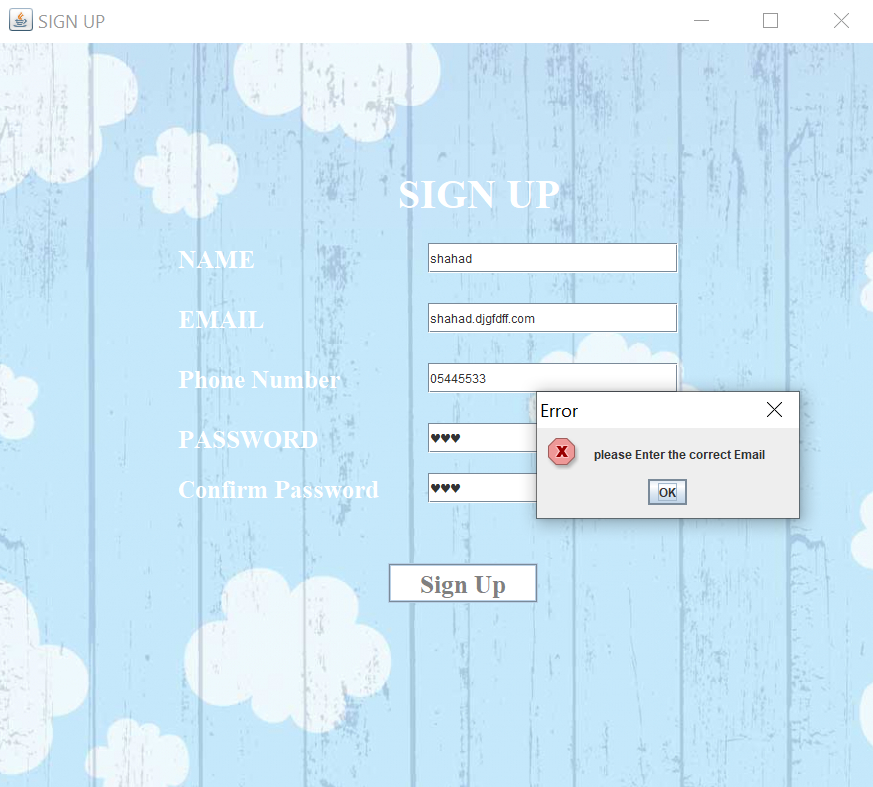 SIGN UP
SIGN UP
NAME
shahad
EMAIL
shahad.djgfdff.com
Phone Number
05445533
Error
PASSWORD
♥♥♥
please Enter the correct Email
Confirm Password
♥♥♥
OK
Sign Up